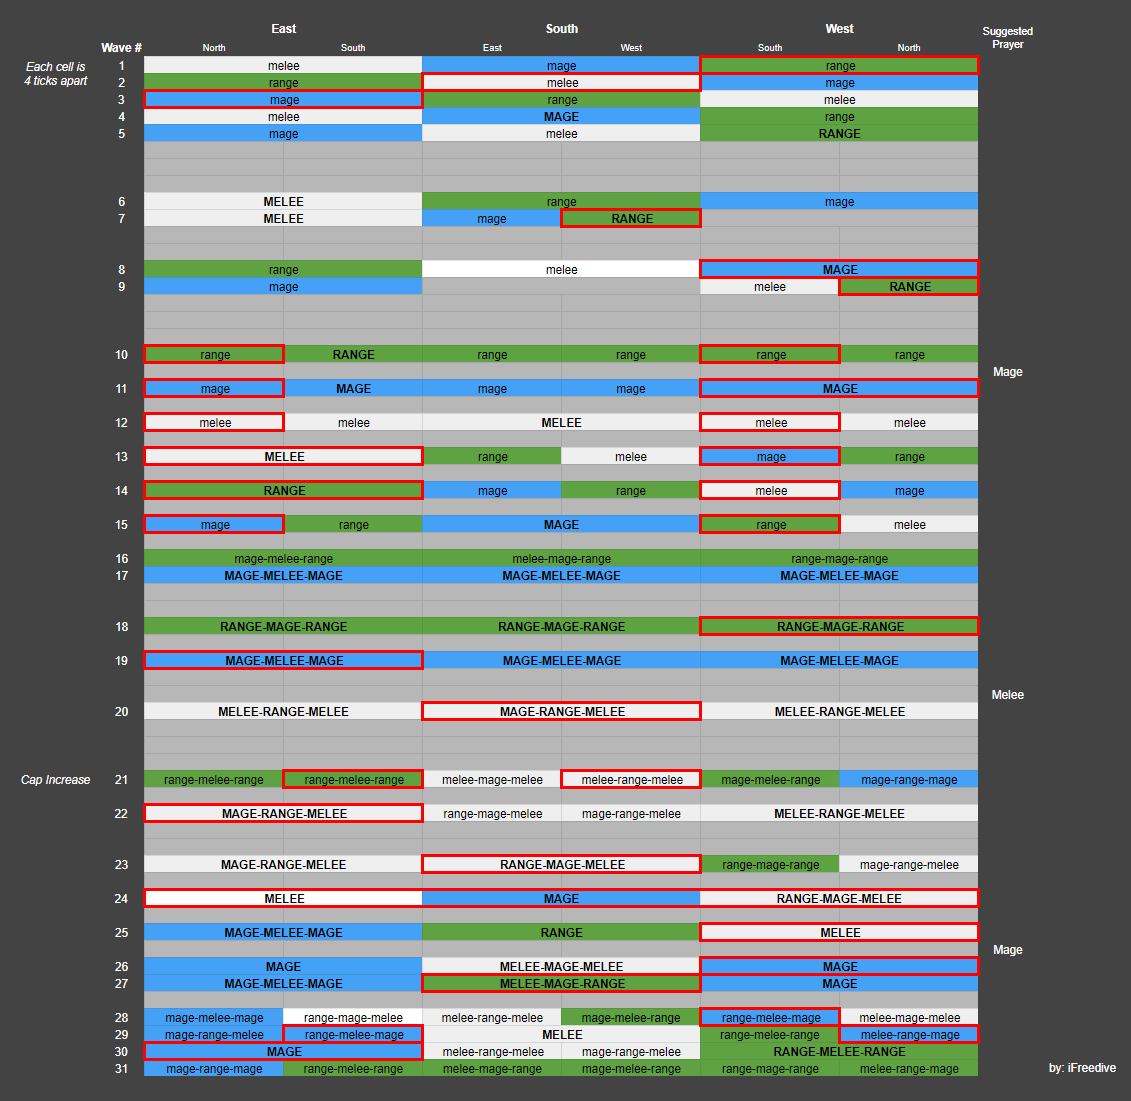 East South West
Suggested Prayer
Wave # North South East West South North
Each cell is
4 ticks apart
1 melee mage range
2 range melee mage
3 mage range melee
4 melee MAGE range
5 mage melee RANGE
6 MELEE range mage
7 MELEE mage RANGE
8 range melee MAGE
9 mage melee RANGE
10 range RANGE range range range range
Mage
11 mage MAGE mage mage MAGE
12 melee melee MELEE melee melee
13 MELEE range melee mage range
14 RANGE mage range melee mage
15 mage range MAGE range melee
16 mage-melee-range melee-mage-range range-mage-range
17 MAGE-MELEE-MAGE MAGE-MELEE-MAGE MAGE-MELEE-MAGE
18 RANGE-MAGE-RANGE RANGE-MAGE-RANGE RANGE-MAGE-RANGE
19 MAGE-MELEE-MAGE MAGE-MELEE-MAGE MAGE-MELEE-MAGE
Melee
20 MELEE-RANGE-MELEE MAGE-RANGE-MELEE MELEE-RANGE-MELEE
Cap Increase 21 range-melee-range range-melee-range melee-mage-melee melee-range-melee mage-melee-range mage-range-mage
22 MAGE-RANGE-MELEE range-mage-melee mage-range-melee MELEE-RANGE-MELEE
23 MAGE-RANGE-MELEE RANGE-MAGE-MELEE range-mage-range mage-range-melee
24 MELEE MAGE RANGE-MAGE-MELEE
25 MAGE-MELEE-MAGE RANGE MELEE
Mage
26 MAGE MELEE-MAGE-MELEE MAGE
27 MAGE-MELEE-MAGE MELEE-MAGE-RANGE MAGE
28 mage-melee-mage range-mage-melee melee-range-melee mage-melee-range range-melee-mage melee-mage-melee
29 mage-range-melee range-melee-mage MELEE range-melee-range melee-range-mage
30 MAGE melee-range-melee mage-range-melee RANGE-MELEE-RANGE
31 mage-range-mage range-melee-range melee-mage-range mage-melee-range range-mage-range melee-range-mage
by: iFreedive